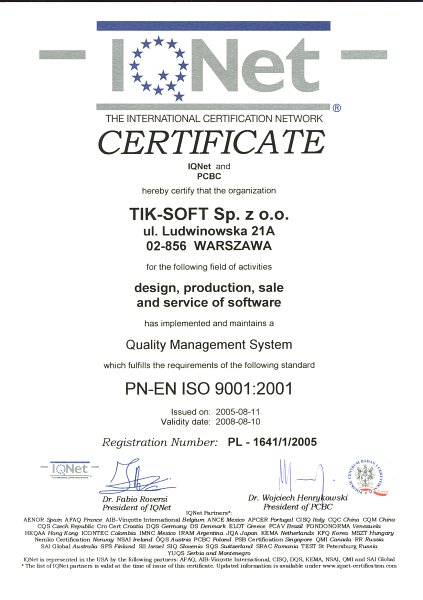 IQNet
®
THE INTERNATIONAL CERTIFICATION NETWORK
CERTIFICATE
IQNet and
PCBC
hereby certify that the organization
TIK-SOFT Sp. z o.o.
ul. Ludwinowska 21A
02-856 WARSZAWA
for the following field of activities
design, production, sale
and service of software
has implemented and maintains a
Quality Management System
which fulfills the requirements of the following standard
PN-EN ISO 9001:2001
Issued on: 2005-08-11
Validity date: 2008-08-10
Registration Number: PL - 1641/1/2005
IQNet
Dr. Fabio Roversi
President of IQNet
Dr. Wojciech Henrykowski
President of PCBC
IQNet Partners*:
AENOR Spain AFAQ France AIB-Vinçotte International Belgium ANCE Mexico APCER Portugal CISQ Italy CQC China CQM China
CQS Czech Republic Cro Cert Croatia DQS Germany DS Denmark ELOT Greece FCAV Brazil FONDONORMA Venezuela
HKQAA Hong Kong ICONTEC Colombia IMNC Mexico IRAM Argentina JQA Japan KEMA Netherlands KFQ Korea MSZT Hungary
Nemko Certification Norway NSAI Ireland ÖQS Austria PCBC Poland PSB Certification Singapore QMI Canada RR Russia
SAI Global Australia SFS Finland SII Israel SIQ Slovenia SQS Switzerland SRAC Romania TEST St Petersburg Russia
YUQS Serbia and Montenegro
IQNet is represented in the USA by the following partners: AFAQ, AIB-Vinçotte International, CISQ, DQS, KEMA, NSAI, QMI and SAI Global
* The list of IQNet partners is valid at the time of issue of this certificate. Updated information is available under www.iqnet-certification.com